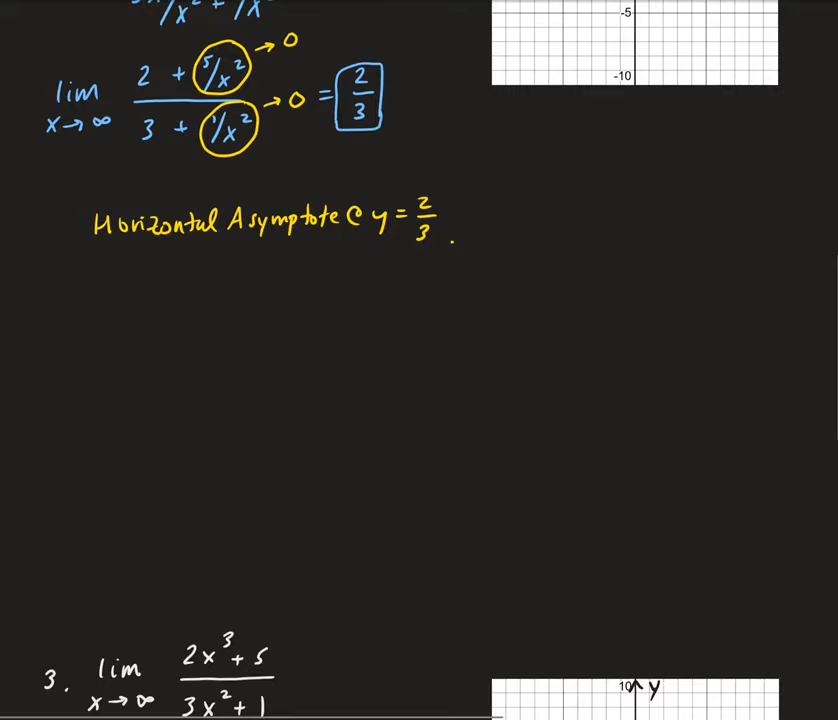 /x² + /x
lim x→∞ (2 + 5/x²)/(3 + 1/x²) →0 →0 = 2/3
-5
-10
Horizontal Asymptote @ y = 2/3.
3. lim x→∞ (2x³ + 5)/(3x² + 1)
10 y